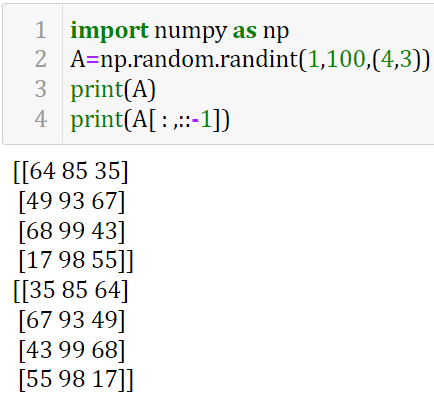 1 import numpy as np
2 A=np.random.randint(1,100,(4,3))
3 print(A)
4 print(A[ : ,::-1])
[[64 85 35]
[49 93 67]
[68 99 43]
[17 98 55]]
[[35 85 64]
[67 93 49]
[43 99 68]
[55 98 17]]